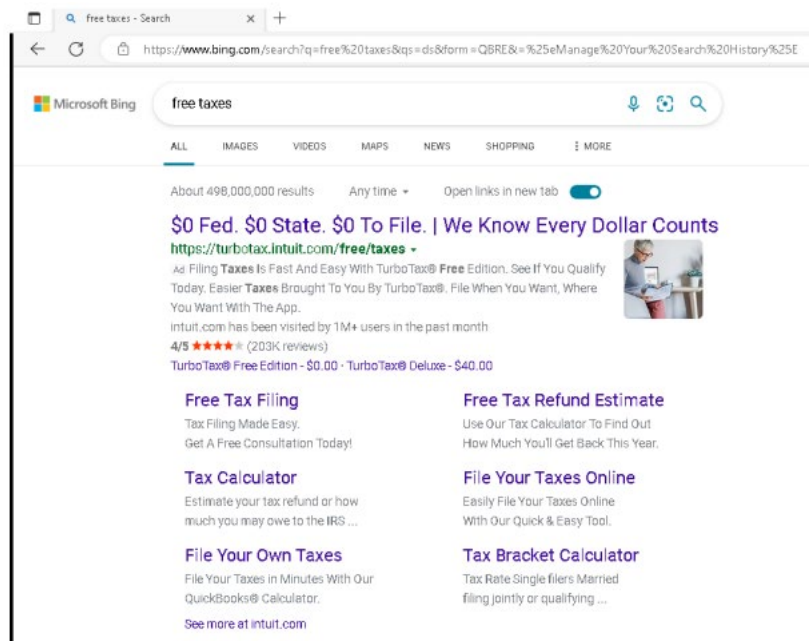 free taxes - Search
https://www.bing.com/search?q=free%20taxes&qs=ds&form=QBRE&t=%25eManage%20Your%20Search%20History%25E
Microsoft Bing
free taxes
ALL IMAGES VIDEOS MAPS NEWS SHOPPING MORE
About 498,000,000 results Any time Open links in new tab
$0 Fed. $0 State. $0 To File. | We Know Every Dollar Counts
https://turbotax.intuit.com/free/taxes
Ad Filing Taxes Is Fast And Easy With TurboTax® Free Edition. See If You Qualify
Today. Easier Taxes Brought To You By TurboTax®. File When You Want, Where
You Want With The App.
intuit.com has been visited by 1M+ users in the past month
4/5 ★★★★★ (203K reviews)
TurboTax® Free Edition - $0.00 · TurboTax® Deluxe - $40.00
Free Tax Filing
Tax Filing Made Easy.
Get A Free Consultation Today!
Free Tax Refund Estimate
Use Our Tax Calculator To Find Out
How Much You'll Get Back This Year.
Tax Calculator
Estimate your tax refund or how
much you may owe to the IRS ...
File Your Taxes Online
Easily File Your Taxes Online
With Our Quick & Easy Tool.
File Your Own Taxes
File Your Taxes in Minutes With Our
QuickBooks® Calculator.
Tax Bracket Calculator
Tax Rate Single filers Married
filing jointly or qualifying ...
See more at intuit.com